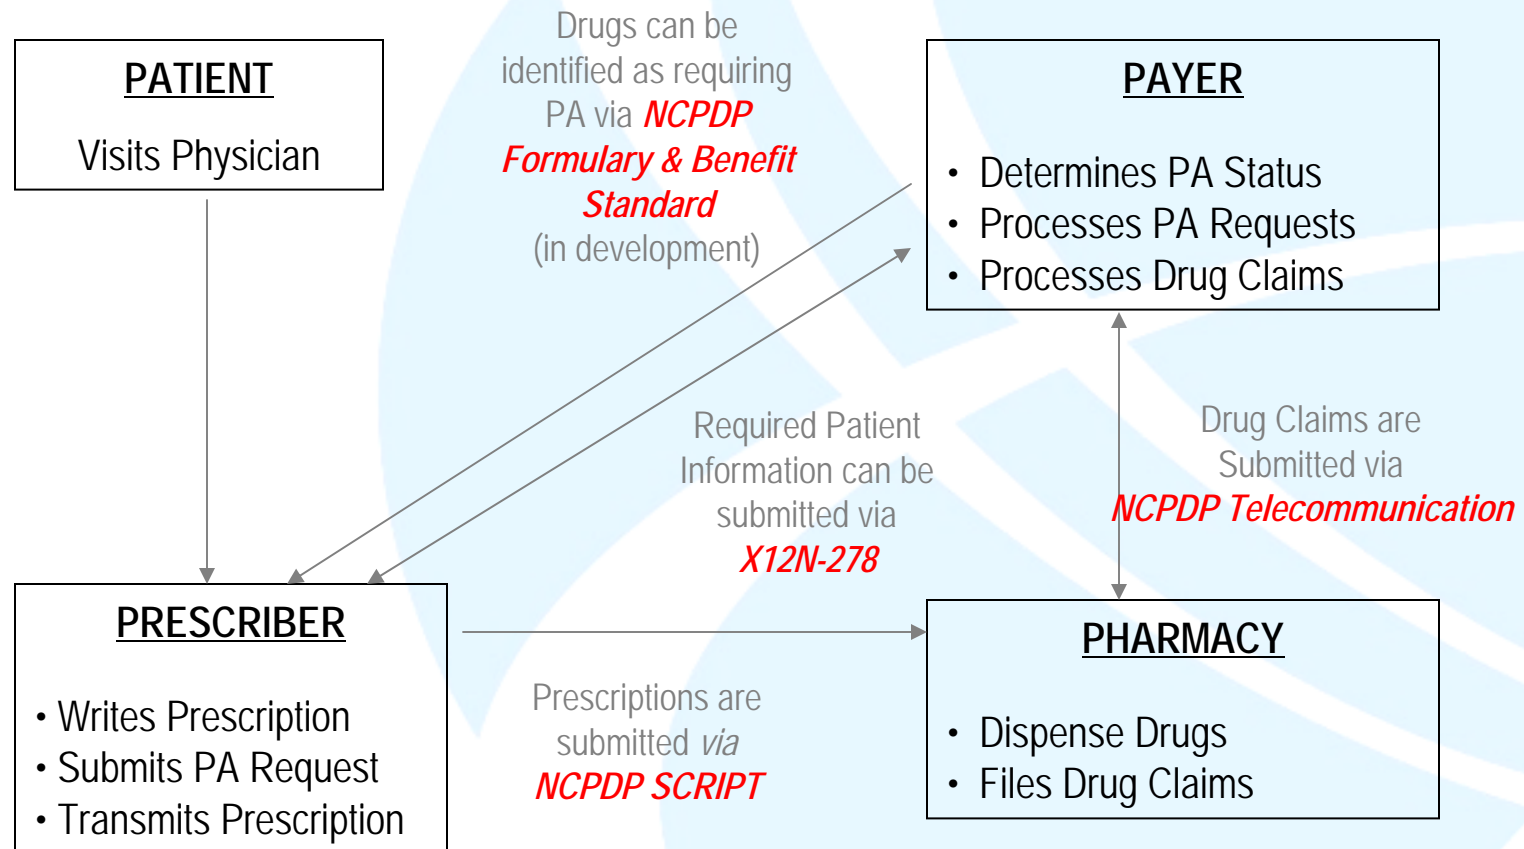 PATIENT
Visits Physician
Drugs can be
identified as requiring
PA via NCPDP
Formulary & Benefit
Standard
(in development)
PAYER
• Determines PA Status
• Processes PA Requests
• Processes Drug Claims
Required Patient
Information can be
submitted via
X12N-278
Drug Claims are
Submitted via
NCPDP Telecommunication
PRESCRIBER
• Writes Prescription
• Submits PA Request
• Transmits Prescription
Prescriptions are
submitted via
NCPDP SCRIPT
PHARMACY
• Dispense Drugs
• Files Drug Claims